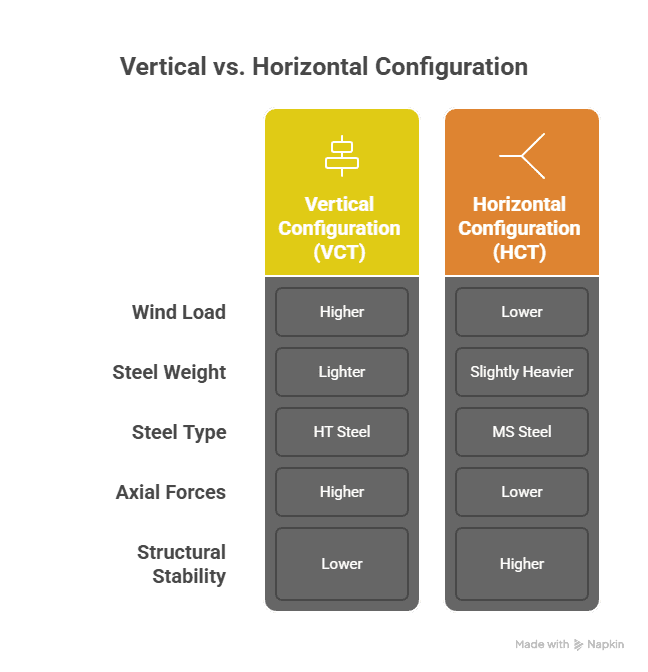 Vertical vs. Horizontal Configuration
Vertical
Configuration
(VCT)
Horizontal
Configuration
(HCT)
Wind Load
Higher
Lower
Steel Weight
Lighter
Slightly Heavier
Steel Type
HT Steel
MS Steel
Axial Forces
Higher
Lower
Structural
Stability
Lower
Higher
Made with Napkin